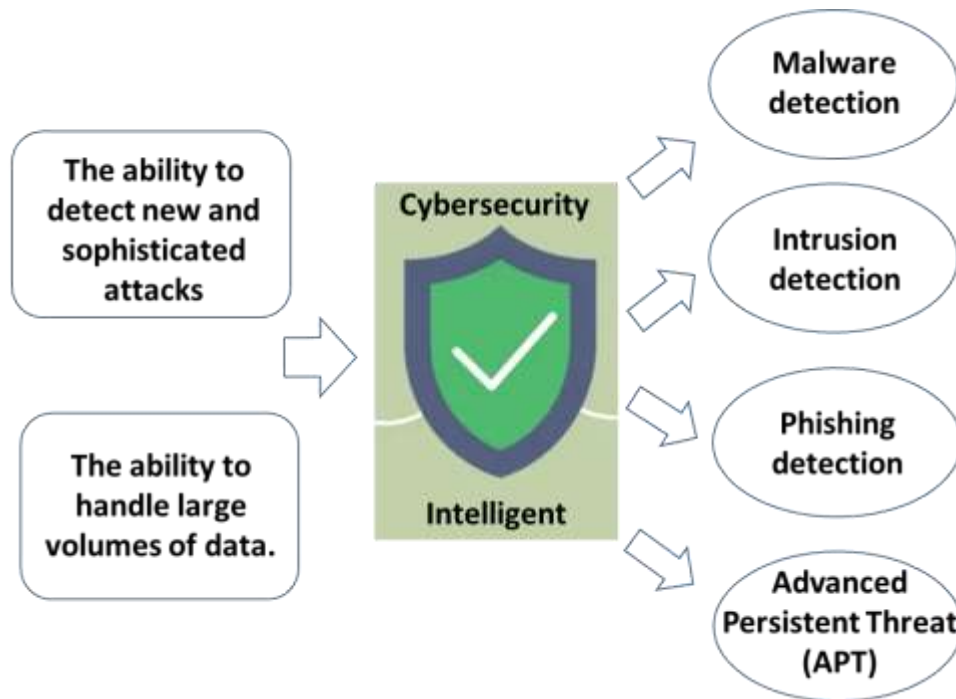 The ability to
detect new and
sophisticated
attacks
The ability to
handle large
volumes of data.
Cybersecurity
Intelligent
Malware
detection
Intrusion
detection
Phishing
detection
Advanced
Persistent Threat
(APT)